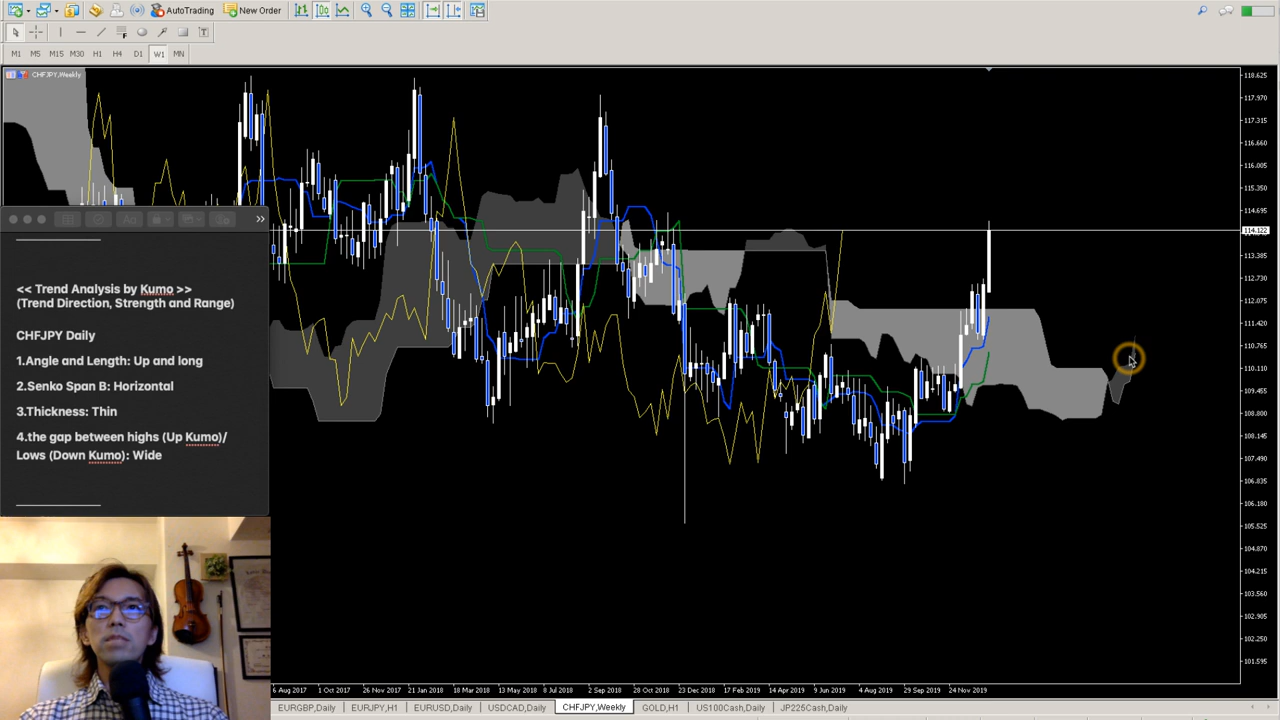 AutoTrading
New Order
M1 M5 M15 M30 H1 H4 D1 W1 MN
CHFJPY,Weekly
<< Trend Analysis by Kumo >>
(Trend Direction, Strength and Range)
CHFJPY Daily
1.Angle and Length: Up and long
2.Senko Span B: Horizontal
3.Thickness: Thin
4.the gap between highs (Up Kumo)/
Lows (Down Kumo): Wide
118.625
117.970
117.315
116.660
116.005
115.350
114.695
114.122
113.385
112.730
112.075
111.420
110.765
110.110
109.455
108.800
108.145
107.490
106.835
106.180
105.525
104.870
104.215
103.560
102.905
102.250
101.595
6 Aug 2017 1 Oct 2017 26 Nov 2017 21 Jan 2018 18 Mar 2018 13 May 2018 8 Jul 2018 2 Sep 2018 28 Oct 2018 23 Dec 2018 17 Feb 2019 14 Apr 2019 9 Jun 2019 4 Aug 2019 29 Sep 2019 24 Nov 2019
EURGBP,Daily EURJPY,H1 EURUSD,Daily USDCAD,Daily CHFJPY,Weekly GOLD,H1 US100Cash,Daily JP225Cash,Daily